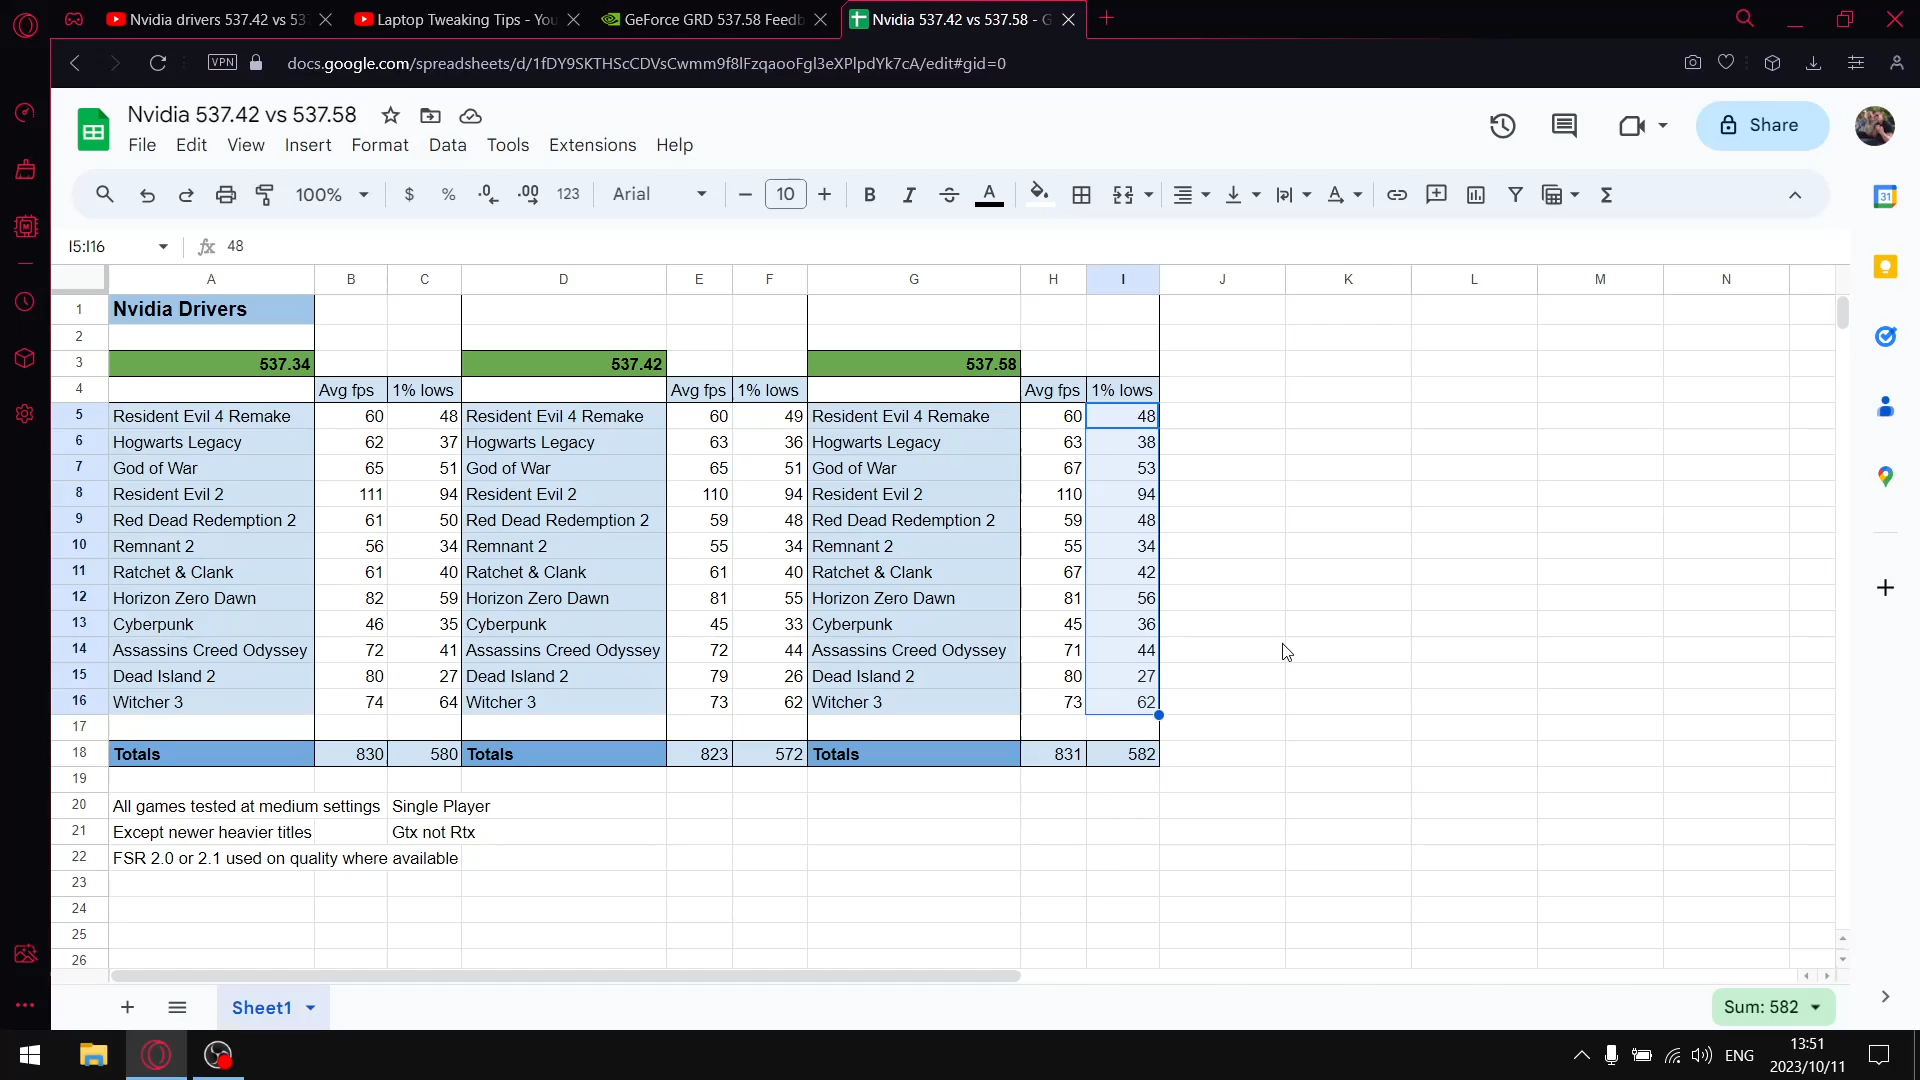 Nvidia drivers 537.42 vs 53
Laptop Tweaking Tips - You
GeForce GRD 537.58 Feedb
Nvidia 537.42 vs 537.58 - G
VPN
docs.google.com/spreadsheets/d/1fDY9SKTHScCDVsCwmm9f8lFzqaooFgl3eXPlpdYk7cA/edit#gid=0
Nvidia 537.42 vs 537.58
File Edit View Insert Format Data Tools Extensions Help
Share
100% $ % .0 .00 123 Arial 10 B I A Σ
31
I5:I16 fx 48
A B C D E F G H I J K L M N
1 Nvidia Drivers
2
3 537.34 537.42 537.58
4 Avg fps 1% lows Avg fps 1% lows Avg fps 1% lows
5 Resident Evil 4 Remake 60 48 Resident Evil 4 Remake 60 49 Resident Evil 4 Remake 60 48
6 Hogwarts Legacy 62 37 Hogwarts Legacy 63 36 Hogwarts Legacy 63 38
7 God of War 65 51 God of War 65 51 God of War 67 53
8 Resident Evil 2 111 94 Resident Evil 2 110 94 Resident Evil 2 110 94
9 Red Dead Redemption 2 61 50 Red Dead Redemption 2 59 48 Red Dead Redemption 2 59 48
10 Remnant 2 56 34 Remnant 2 55 34 Remnant 2 55 34
11 Ratchet & Clank 61 40 Ratchet & Clank 61 40 Ratchet & Clank 67 42
12 Horizon Zero Dawn 82 59 Horizon Zero Dawn 81 55 Horizon Zero Dawn 81 56
13 Cyberpunk 46 35 Cyberpunk 45 33 Cyberpunk 45 36
14 Assassins Creed Odyssey 72 41 Assassins Creed Odyssey 72 44 Assassins Creed Odyssey 71 44
15 Dead Island 2 80 27 Dead Island 2 79 26 Dead Island 2 80 27
16 Witcher 3 74 64 Witcher 3 73 62 Witcher 3 73 62
17
18 Totals 830 580 Totals 823 572 Totals 831 582
19
20 All games tested at medium settings Single Player
21 Except newer heavier titles Gtx not Rtx
22 FSR 2.0 or 2.1 used on quality where available
23
24
25
26
Sheet1
Sum: 582
ENG
13:51
2023/10/11